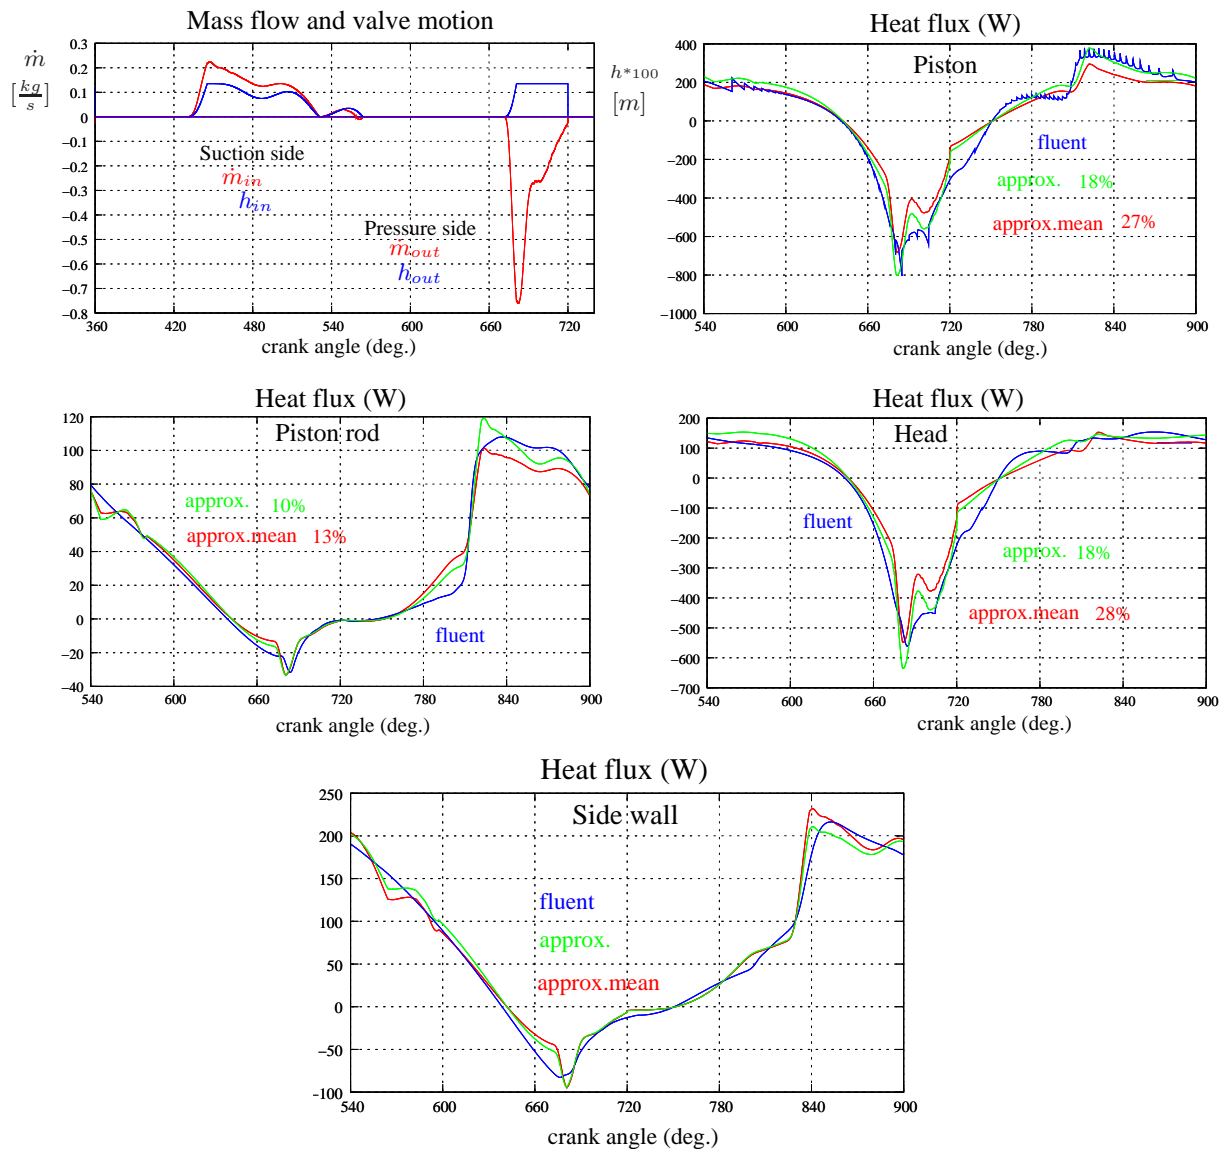 Mass flow and valve motion
ṁ
[kg/s]
0.3
0.2
0.1
0
−0.1
−0.2
−0.3
−0.4
−0.5
−0.6
−0.7
−0.8
Suction side
ṁ_in
h_in
Pressure side
ṁ_out
h_out
360 420 480 540 600 660 720
crank angle (deg.)
h*100
[m]
Heat flux (W)
Piston
400
200
0
−200
−400
−600
−800
−1000
fluent
approx. 18%
approx.mean 27%
540 600 660 720 780 840 900
crank angle (deg.)
Heat flux (W)
Piston rod
120
100
80
60
40
20
0
−20
−40
approx. 10%
approx.mean 13%
fluent
540 600 660 720 780 840 900
crank angle (deg.)
Heat flux (W)
Head
200
100
0
−100
−200
−300
−400
−500
−600
−700
fluent
approx. 18%
approx.mean 28%
540 600 660 720 780 840 900
crank angle (deg.)
Heat flux (W)
Side wall
250
200
150
100
50
0
−50
−100
fluent
approx.
approx.mean
540 600 660 720 780 840 900
crank angle (deg.)